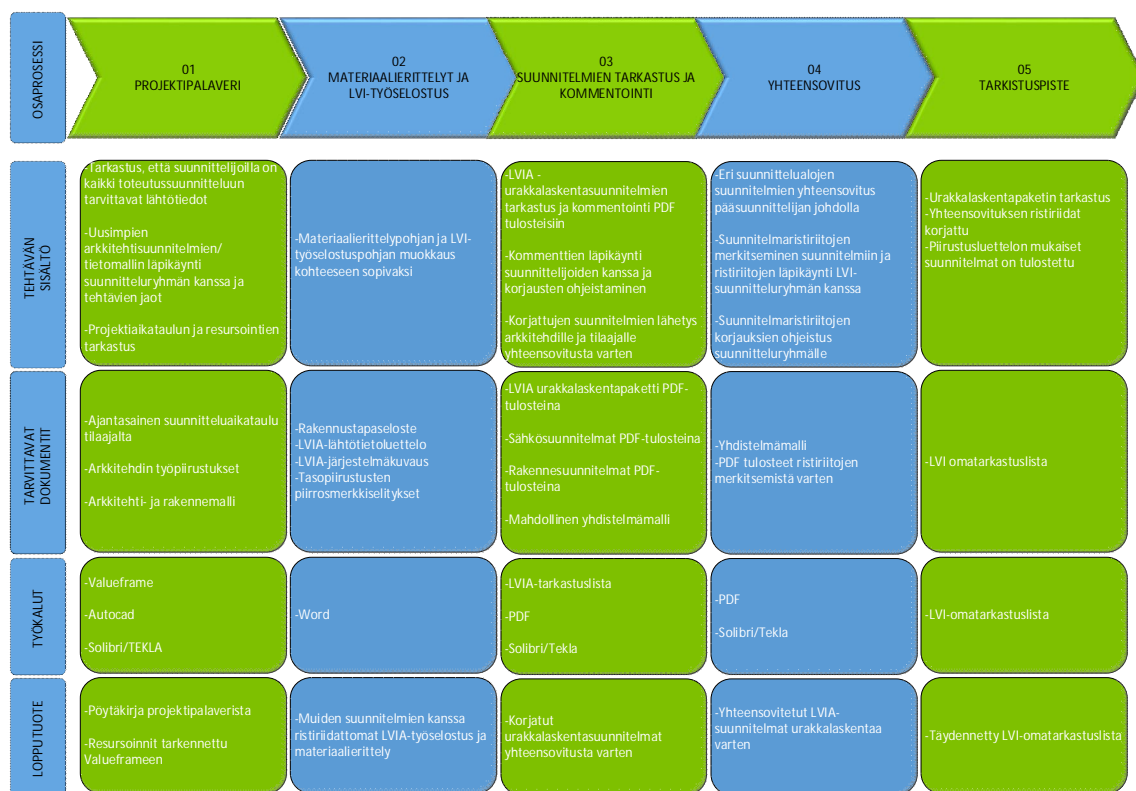 OSAPROSESSI
01
PROJEKTIPALAVERI
02
MATERIAALIERITTELYT JA
LVI-TYÖSELOSTUS
03
SUUNNITELMIEN TARKASTUS JA
KOMMENTOINTI
04
YHTEENSOVITUS
05
TARKISTUSPISTE
TEHTÄVÄN
SISÄLTÖ
-Tarkastus, että suunnittelijoilla on
kaikki toteutussuunnitteluun
tarvittavat lähtötiedot
-Uusimpien
arkkitehtisuunnitelmien/
tietomallin läpikäynti
suunnitteluryhmän kanssa ja
tehtävien jaot
-Projektiaikataulun ja resursointien
tarkastus
-Materiaalierittelypohjan ja LVI-
työselostuspohjan muokkaus
kohteeseen sopivaksi
-LVIA -
urakkalaskentasuunnitelmien
tarkastus ja kommentointi PDF
tulosteisiin
-Kommenttien läpikäynti
suunnittelijoiden kanssa ja
korjausten ohjeistaminen
-Korjattujen suunnitelmien lähetys
arkkitehdille ja tilaajalle
yhteensovitusta varten
-Eri suunnittelualojen
suunnitelmien yhteensovitus
pääsuunnittelijan johdolla
-Suunnitelmaristiriitojen
merkitseminen suunnitelmiin ja
ristiriitojen läpikäynti LVI-
suunnitteluryhmän kanssa
-Suunnitelmaristiriitojen
korjauksien ohjeistus
suunnitteluryhmälle
-Urakkalaskentapaketin tarkastus
-Yhteensovituksen ristiriidat
korjattu
-Piirustusluettelon mukaiset
suunnitelmat on tulostettu
TARVITTAVAT
DOKUMENTIT
-Ajantasainen suunnitteluaikataulu
tilaajalta
-Arkkitehdin työpiirustukset
-Arkkitehti- ja rakennemalli
-Rakennustapaseloste
-LVIA-lähtötietoluettelo
-LVIA-järjestelmäkuvaus
-Tasopiirustusten
piirrosmerkkiselitykset
-LVIA urakkalaskentapaketti PDF-
tulosteina
-Sähkösuunnitelmat PDF-tulosteina
-Rakennesuunnitelmat PDF-
tulosteina
-Mahdollinen yhdistelmämalli
-Yhdistelmämalli
-PDF tulosteet ristiriitojen
merkitsemistä varten
-LVI omatarkastuslista
TYÖKALUT
-Valueframe
-Autocad
-Solibri/TEKLA
-Word
-LVIA-tarkastuslista
-PDF
-Solibri/Tekla
-PDF
-Solibri/Tekla
-LVI-omatarkastuslista
LOPPUTUOTE
-Pöytäkirja projektipalaverista
-Resursoinnit tarkennettu
Valueframeen
-Muiden suunnitelmien kanssa
ristiriidattomat LVIA-työselostus ja
materiaalierittely
-Korjatut
urakkalaskentasuunnitelmat
yhteensovitusta varten
-Yhteensovitetut LVIA-
suunnitelmat urakkalaskentaa
varten
-Täydennetty LVI-omatarkastuslista